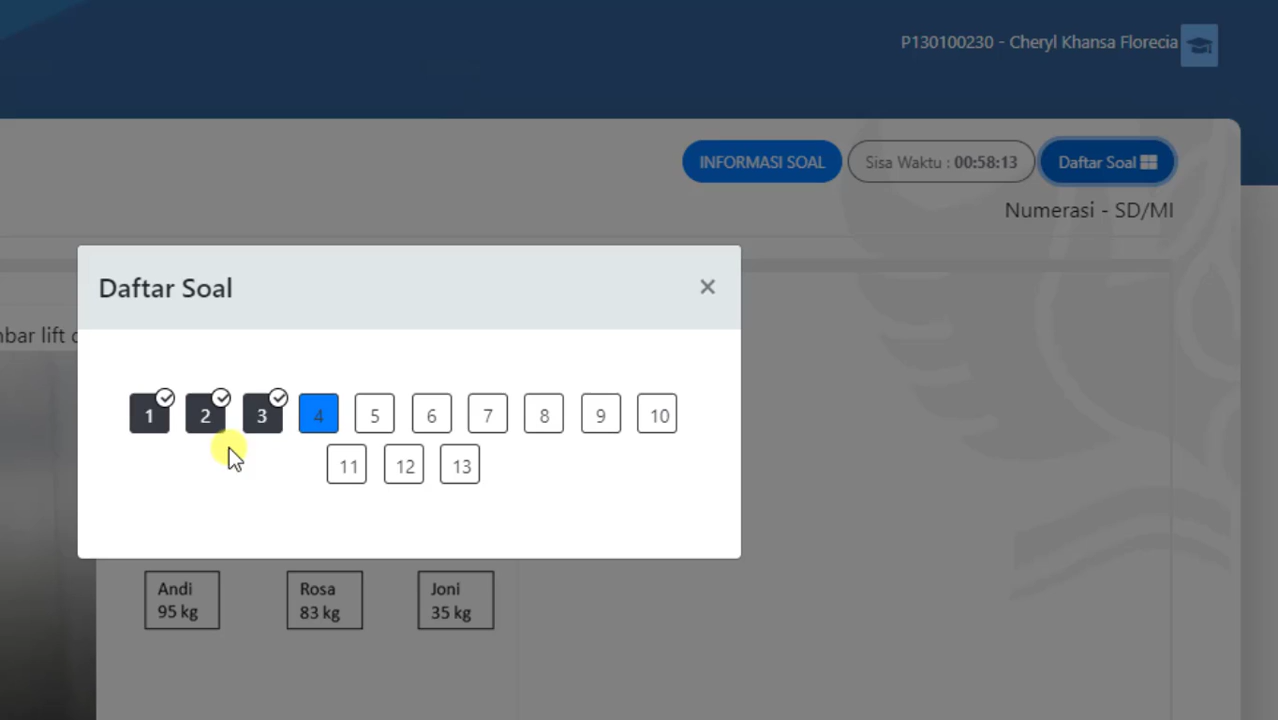 P130100230 - Cheryl Khansa Florecia
INFORMASI SOAL
Sisa Waktu : 00:58:13
Daftar Soal
Numerasi - SD/MI
Daftar Soal
×
nbar lift
1 2 3 4 5 6 7 8 9 10
11 12 13
Andi
95 kg
Rosa
83 kg
Joni
35 kg